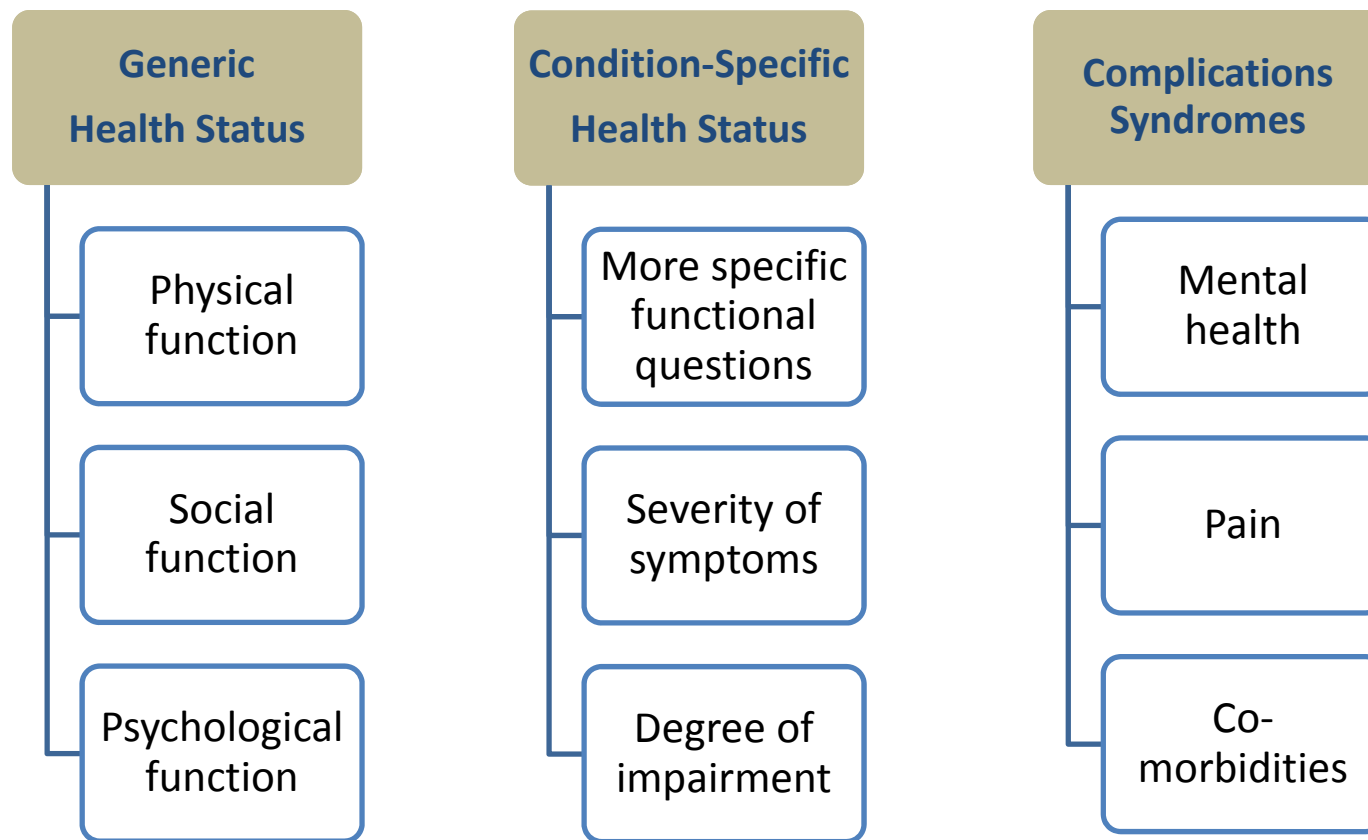 Generic
Health Status
Physical
function
Social
function
Psychological
function
Condition-Specific
Health Status
More specific
functional
questions
Severity of
symptoms
Degree of
impairment
Complications
Syndromes
Mental
health
Pain
Co-
morbidities